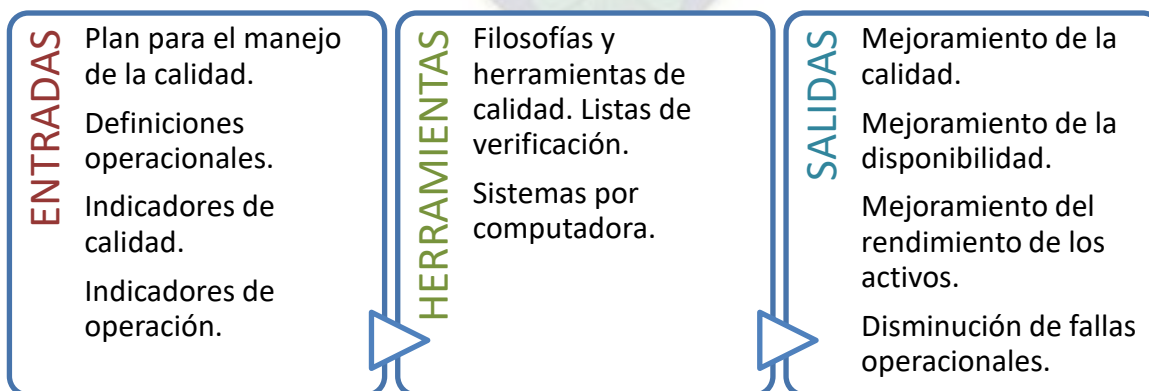 ENTRADAS
Plan para el manejo
de la calidad.
Definiciones
operacionales.
Indicadores de
calidad.
Indicadores de
operación.
HERRAMIENTAS
Filosofías y
herramientas de
calidad. Listas de
verificación.
Sistemas por
computadora.
SALIDAS
Mejoramiento de la
calidad.
Mejoramiento de la
disponibilidad.
Mejoramiento del
rendimiento de los
activos.
Disminución de fallas
operacionales.